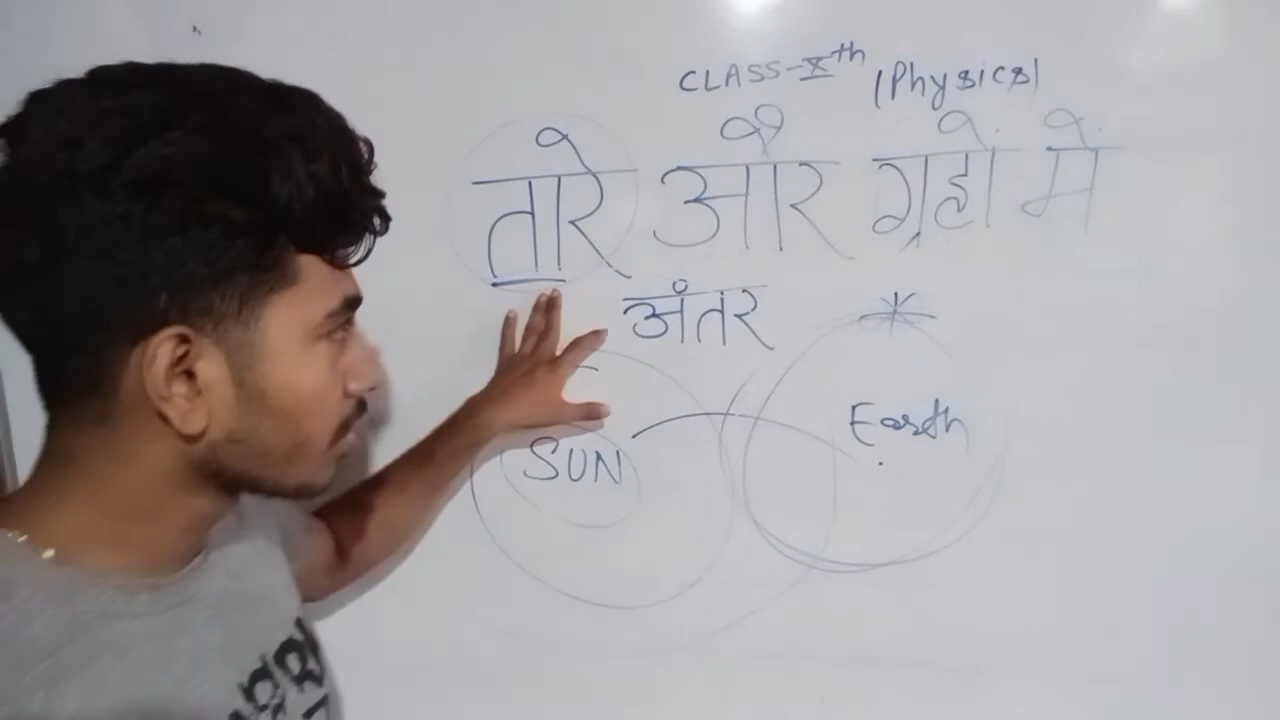 CLASS-Xth (Physics)
तारे और ग्रहों में
अंतर
SUN
Earth